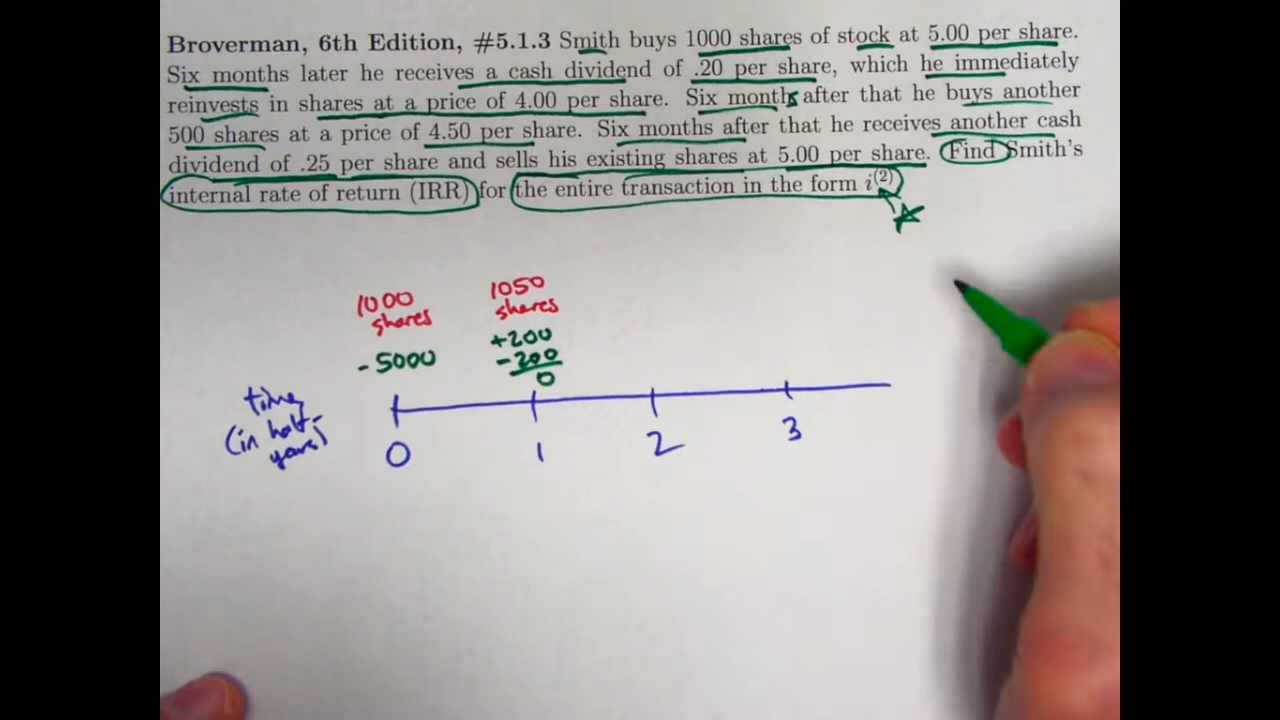 Broverman, 6th Edition, #5.1.3 Smith buys 1000 shares of stock at 5.00 per share.
Six months later he receives a cash dividend of .20 per share, which he immediately
reinvests in shares at a price of 4.00 per share. Six months after that he buys another
500 shares at a price of 4.50 per share. Six months after that he receives another cash
dividend of .25 per share and sells his existing shares at 5.00 per share. Find Smith's
internal rate of return (IRR) for the entire transaction in the form i^(2)
1000
shares
-5000
1050
shares
+200
-200
0
time
(in half-
years)
0 1 2 3